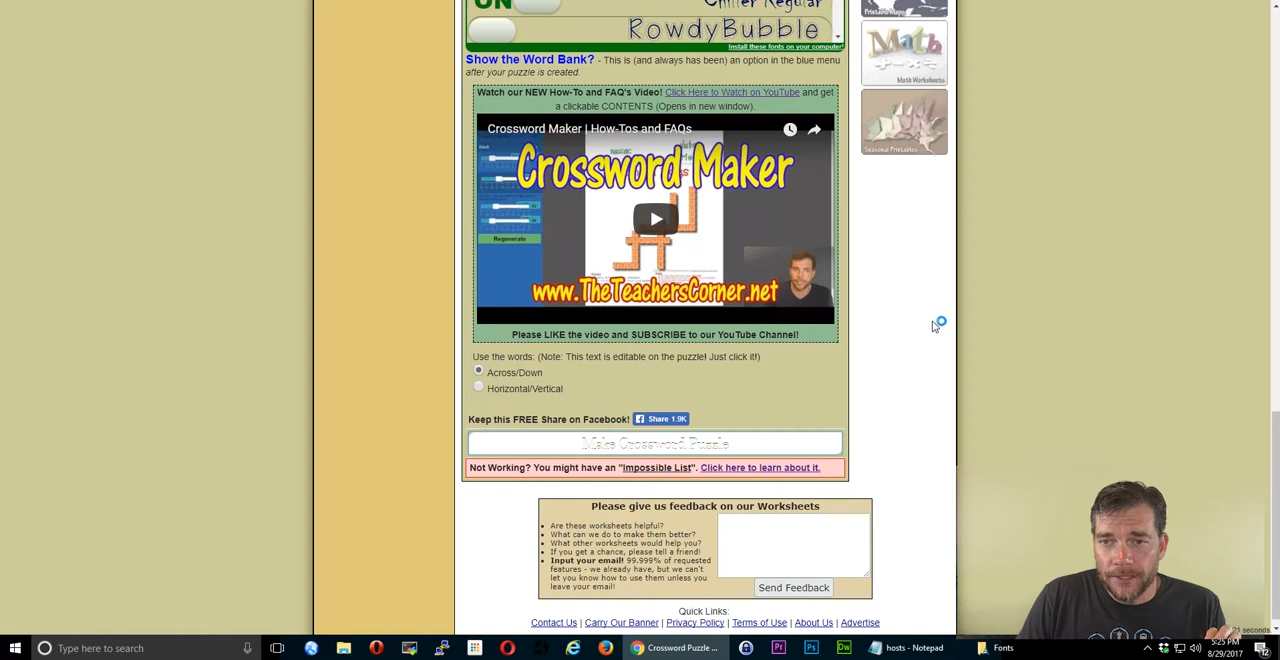 ON
Chiller Regular
RowdyBubble
Install these fonts on your computer!
Printable Maps
Math
Math Worksheets
Seasonal Printables
Show the Word Bank? - This is (and always has been) an option in the blue menu
after your puzzle is created.
Watch our NEW How-To and FAQ's Video! Click Here to Watch on YouTube and get
a clickable CONTENTS (Opens in new window).
Crossword Maker | How-Tos and FAQs
Crossword Maker
Regenerate
www.TheTeachersCorner.net
Please LIKE the video and SUBSCRIBE to our YouTube Channel!
Use the words: (Note: This text is editable on the puzzle! Just click it!)
Across/Down
Horizontal/Vertical
Keep this FREE Share on Facebook! Share 1.9K
Make Crossword Puzzle
Not Working? You might have an "Impossible List". Click here to learn about it.
Please give us feedback on our Worksheets
Are these worksheets helpful?
What can we do to make them better?
What other worksheets would help you?
If you get a chance, please tell a friend!
Input your email! 99.999% of requested
features - we already have, but we can't
let you know how to use them unless you
leave your email!
Send Feedback
Quick Links:
Contact Us | Carry Our Banner | Privacy Policy | Terms of Use | About Us | Advertise
21 seconds
Type here to search
Crossword Puzzle ...
hosts - Notepad
Fonts
5:25 PM
8/29/2017